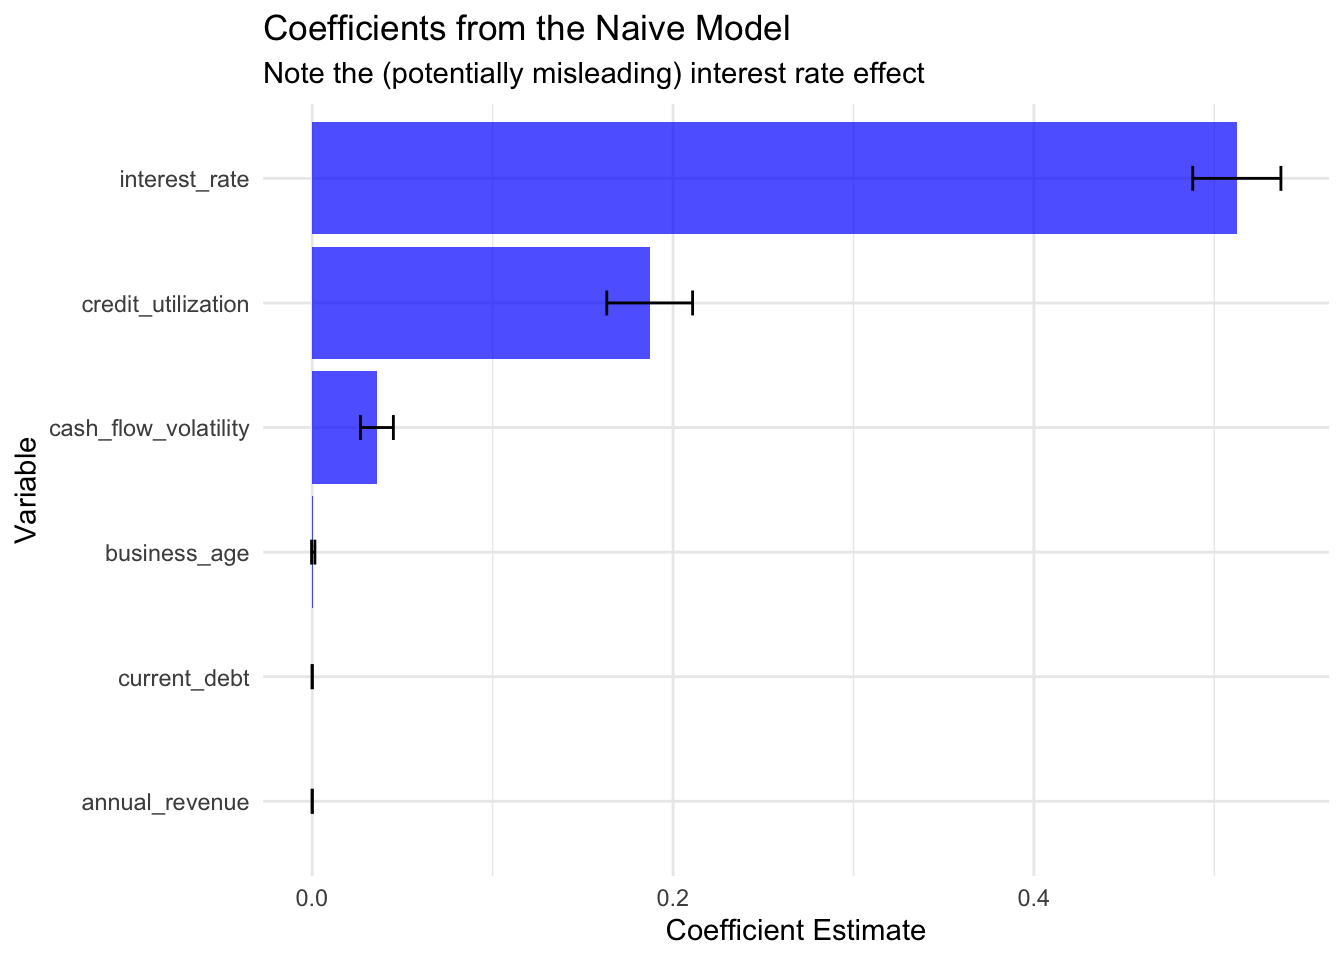 Coefficients from the Naive Model
Note the (potentially misleading) interest rate effect
interest_rate
credit_utilization
cash_flow_volatility
business_age
current_debt
annual_revenue
Variable
0.0 0.2 0.4
Coefficient Estimate